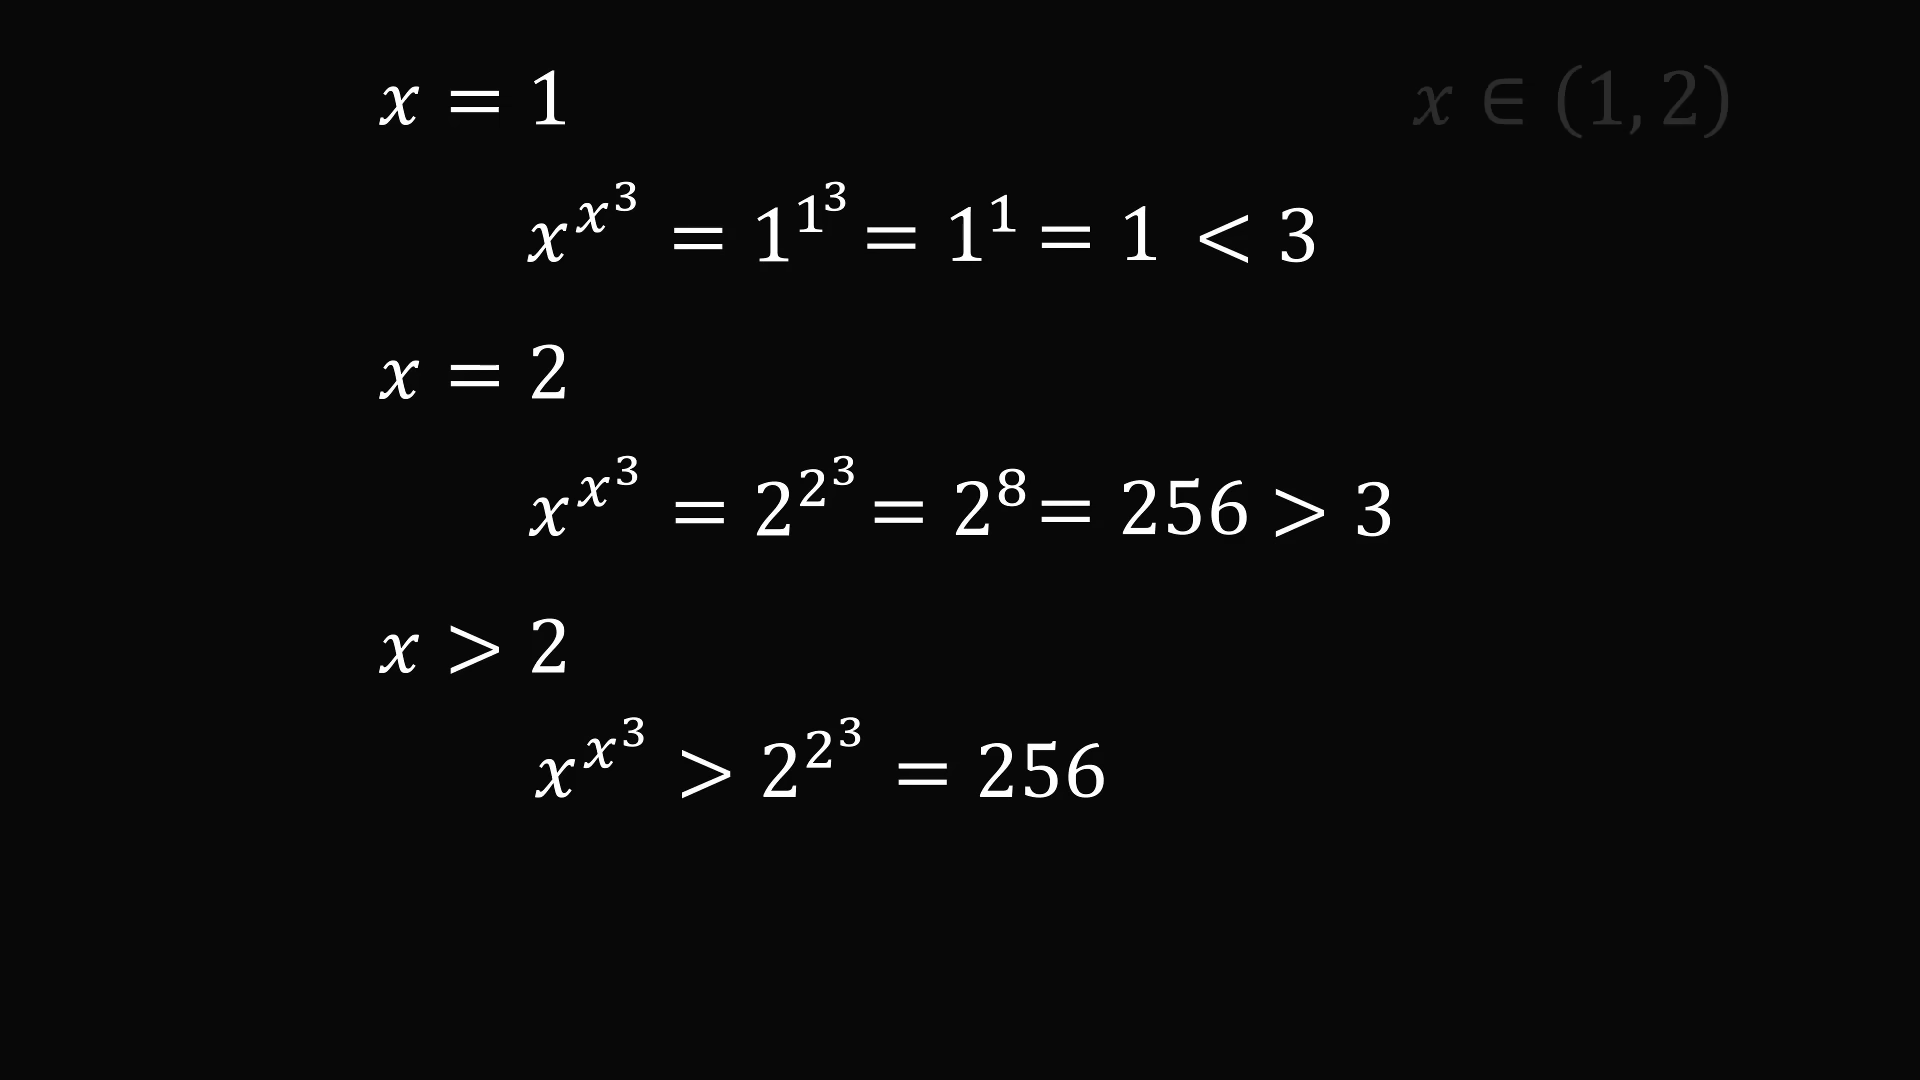 x = 1 x ∈ (1, 2)
x^{x^3} = 1^{1^3} = 1^1 = 1 < 3
x = 2
x^{x^3} = 2^{2^3} = 2^8 = 256 > 3
x > 2
x^{x^3} > 2^{2^3} = 256